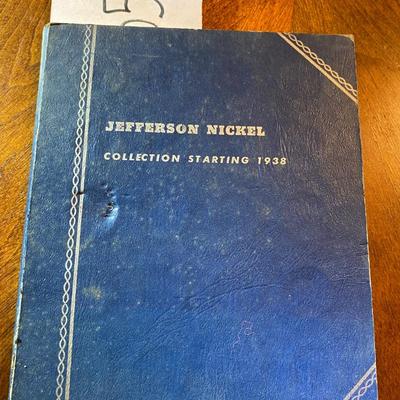 JEFFERSON NICKEL
COLLECTION STARTING 1938